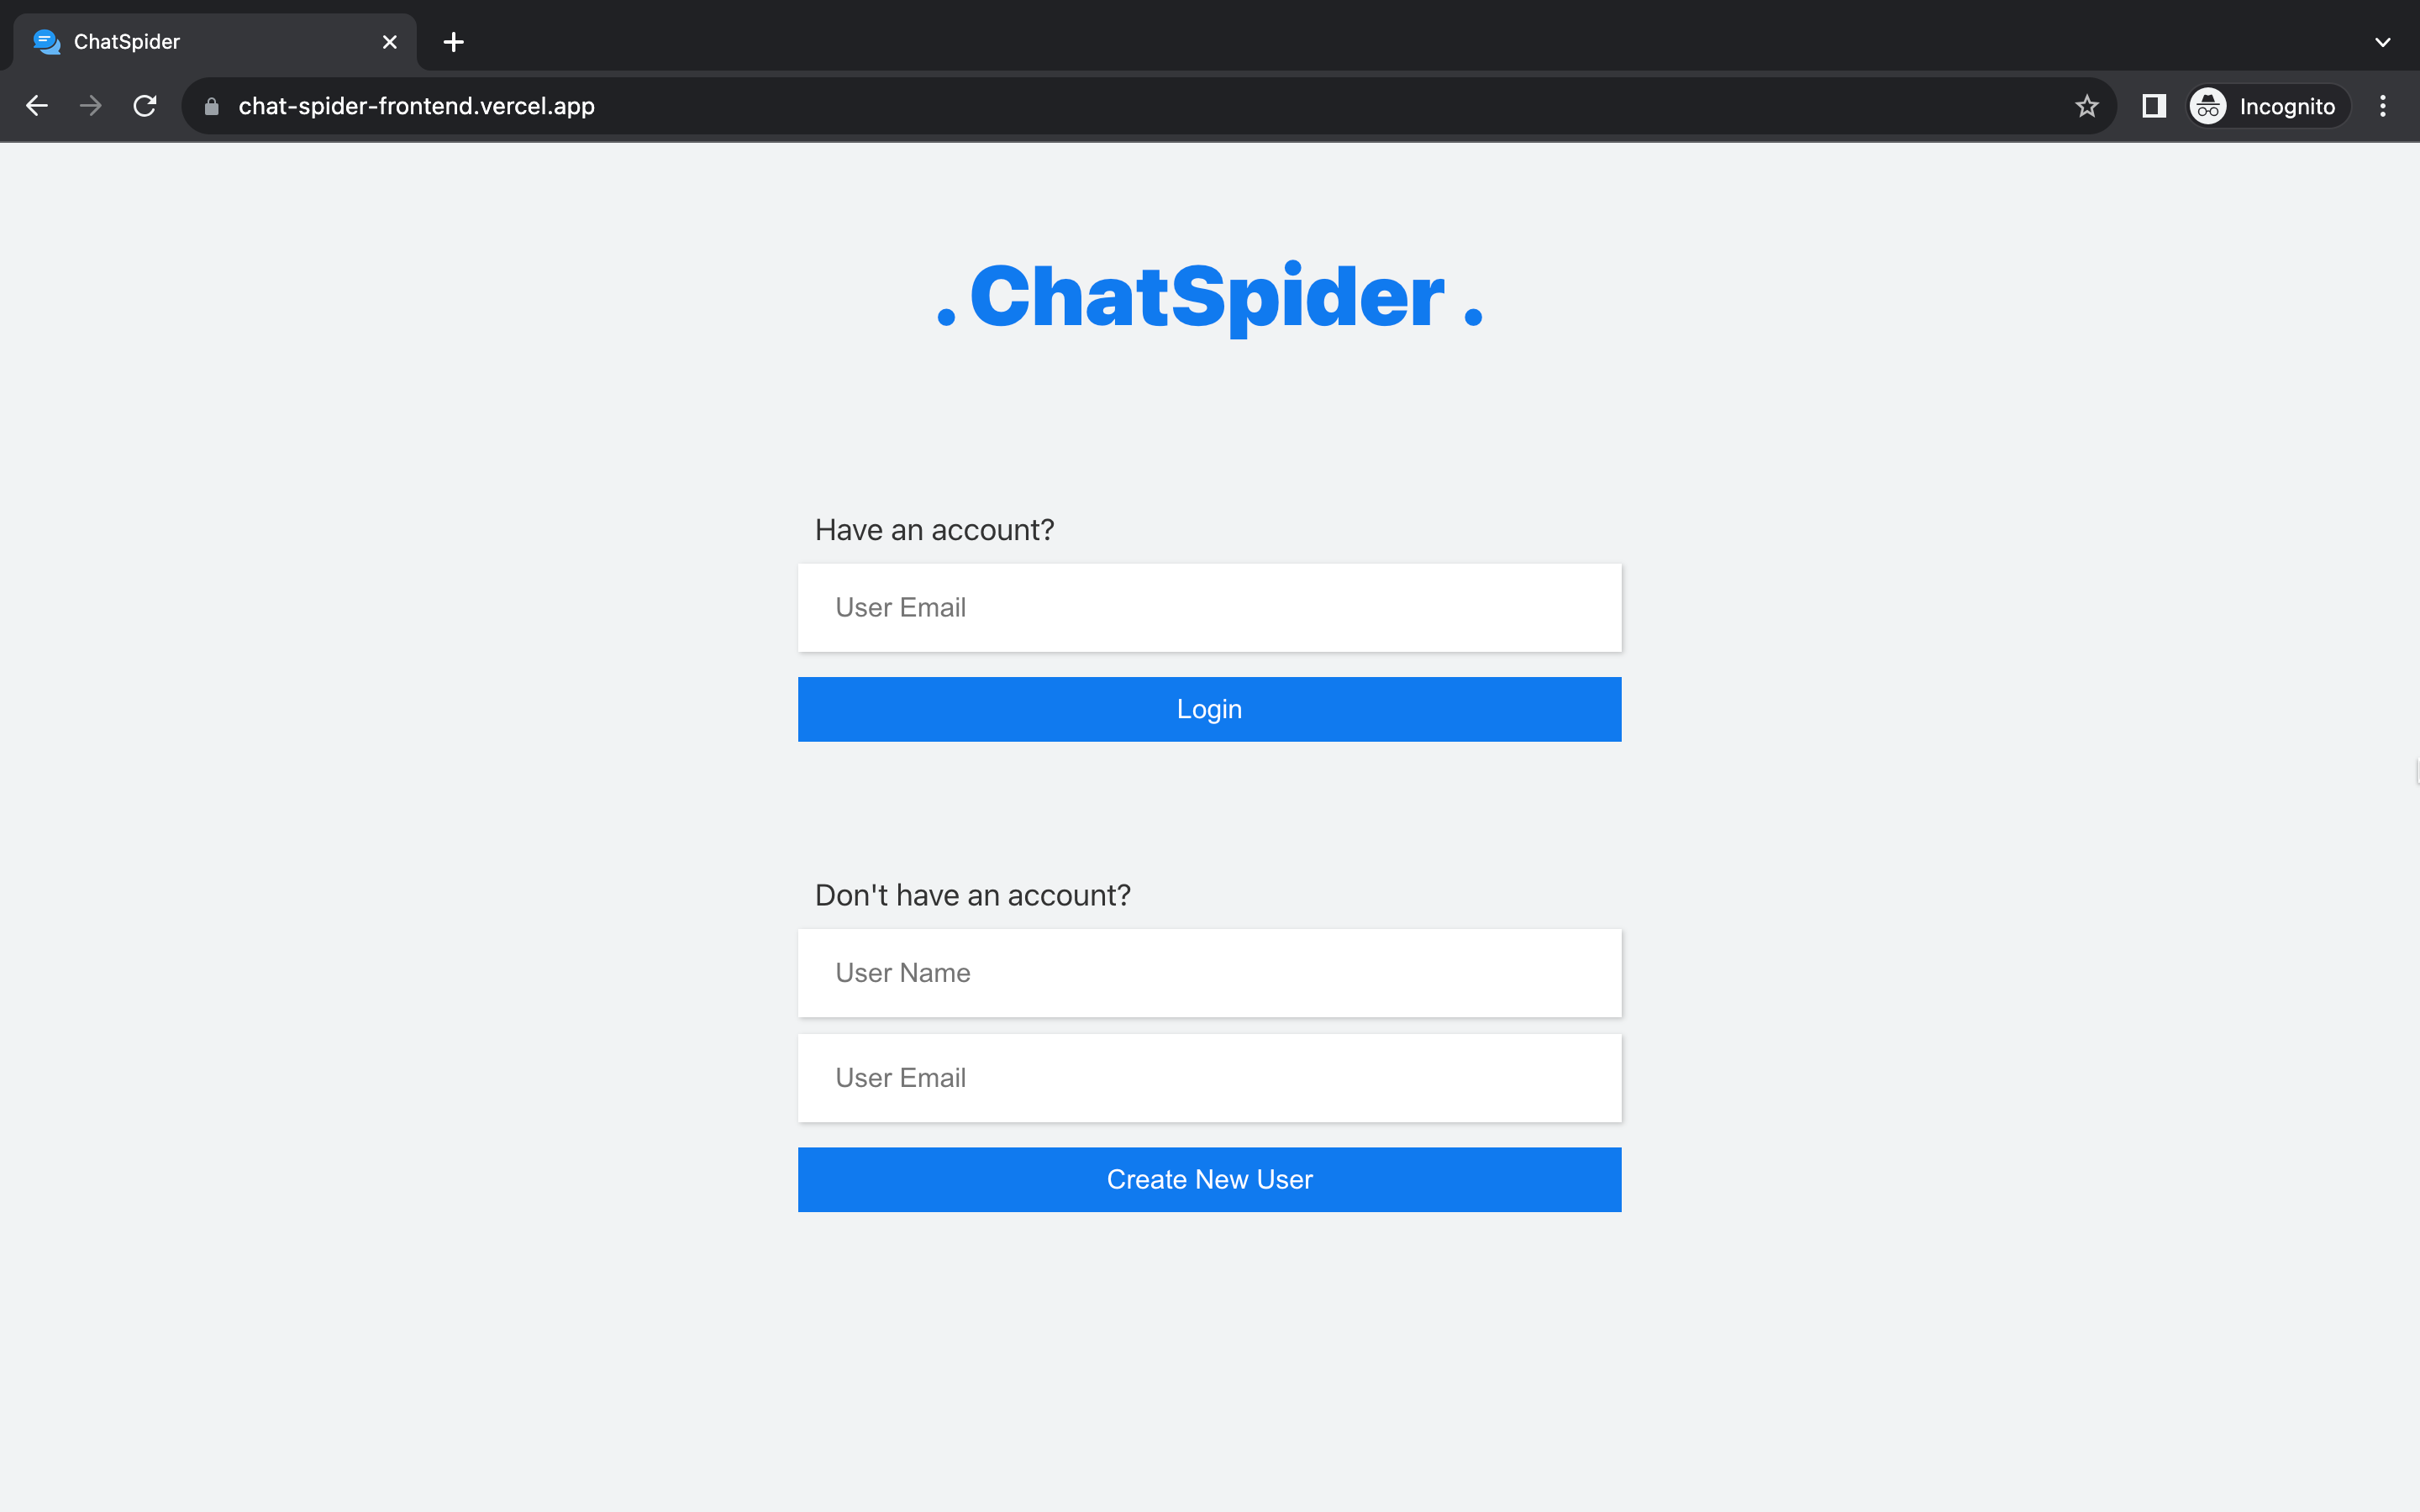 ChatSpider
chat-spider-frontend.vercel.app
Incognito
. ChatSpider .
Have an account?
User Email
Login
Don't have an account?
User Name
User Email
Create New User